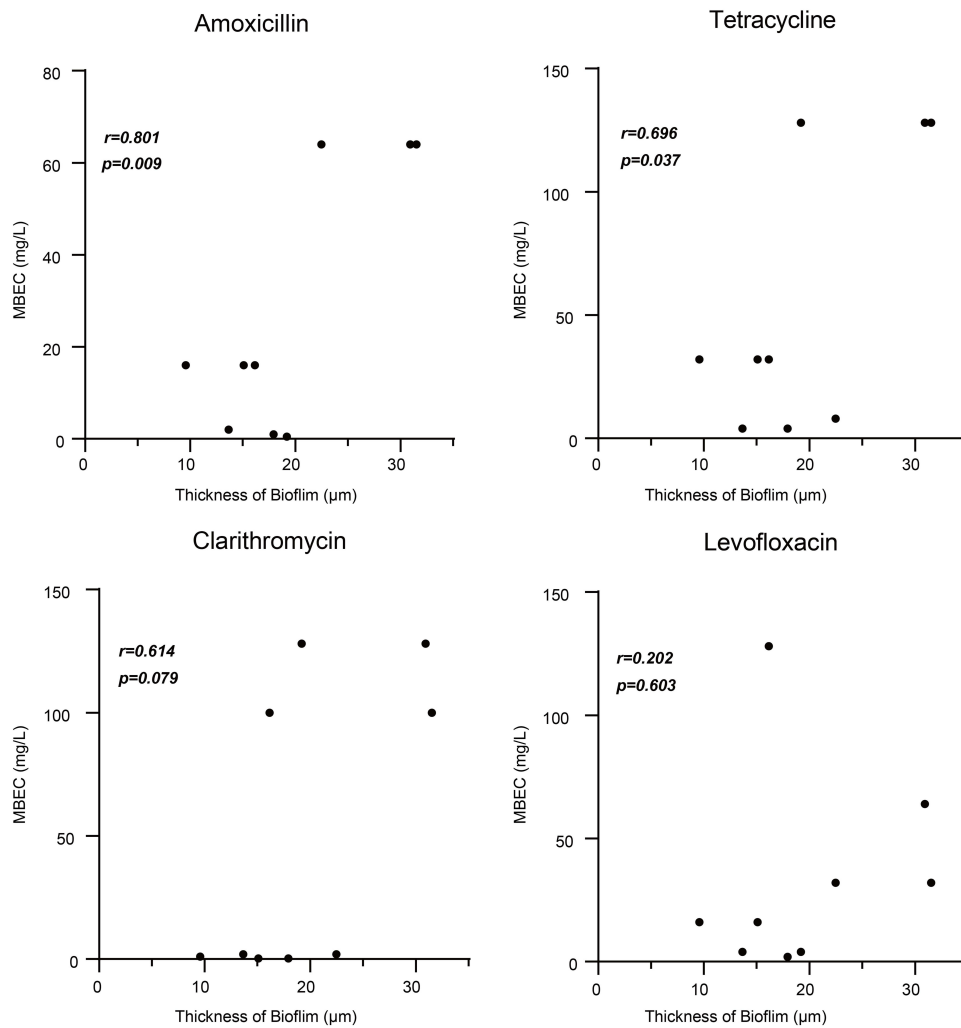 Amoxicillin
80
60
40
20
0
r=0.801
p=0.009
MBEC (mg/L)
0 10 20 30
Thickness of Bioflim (µm)
Tetracycline
150
100
50
0
r=0.696
p=0.037
MBEC (mg/L)
0 10 20 30
Thickness of Bioflim (µm)
Clarithromycin
150
100
50
0
r=0.614
p=0.079
MBEC (mg/L)
0 10 20 30
Thickness of Bioflim (µm)
Levofloxacin
150
100
50
0
r=0.202
p=0.603
MBEC (mg/L)
0 10 20 30
Thickness of Bioflim (µm)